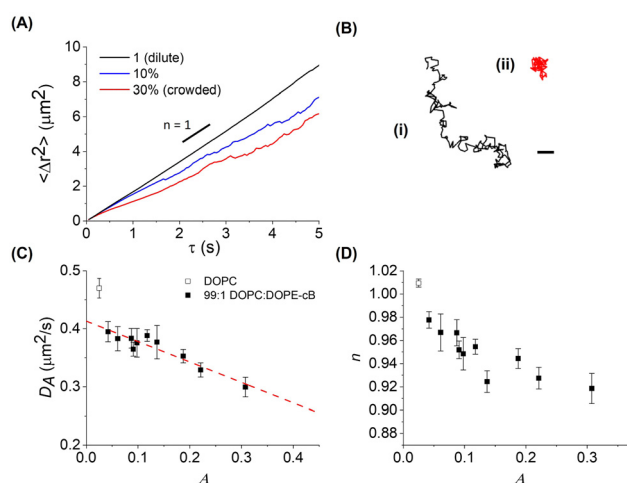 (A)
<Δr²> (μm²)
10
8
6
4
2
0
1 (dilute)
10%
30% (crowded)
n = 1
0 1 2 3 4 5
τ (s)
(B)
(i)
(ii)
(C)
D_A (μm²/s)
0.5
0.4
0.3
0.2
DOPC
99:1 DOPC:DOPE-cB
0.0 0.1 0.2 0.3 0.4
A
(D)
n
1.02
1.00
0.98
0.96
0.94
0.92
0.90
0.88
0.0 0.1 0.2 0.3
A